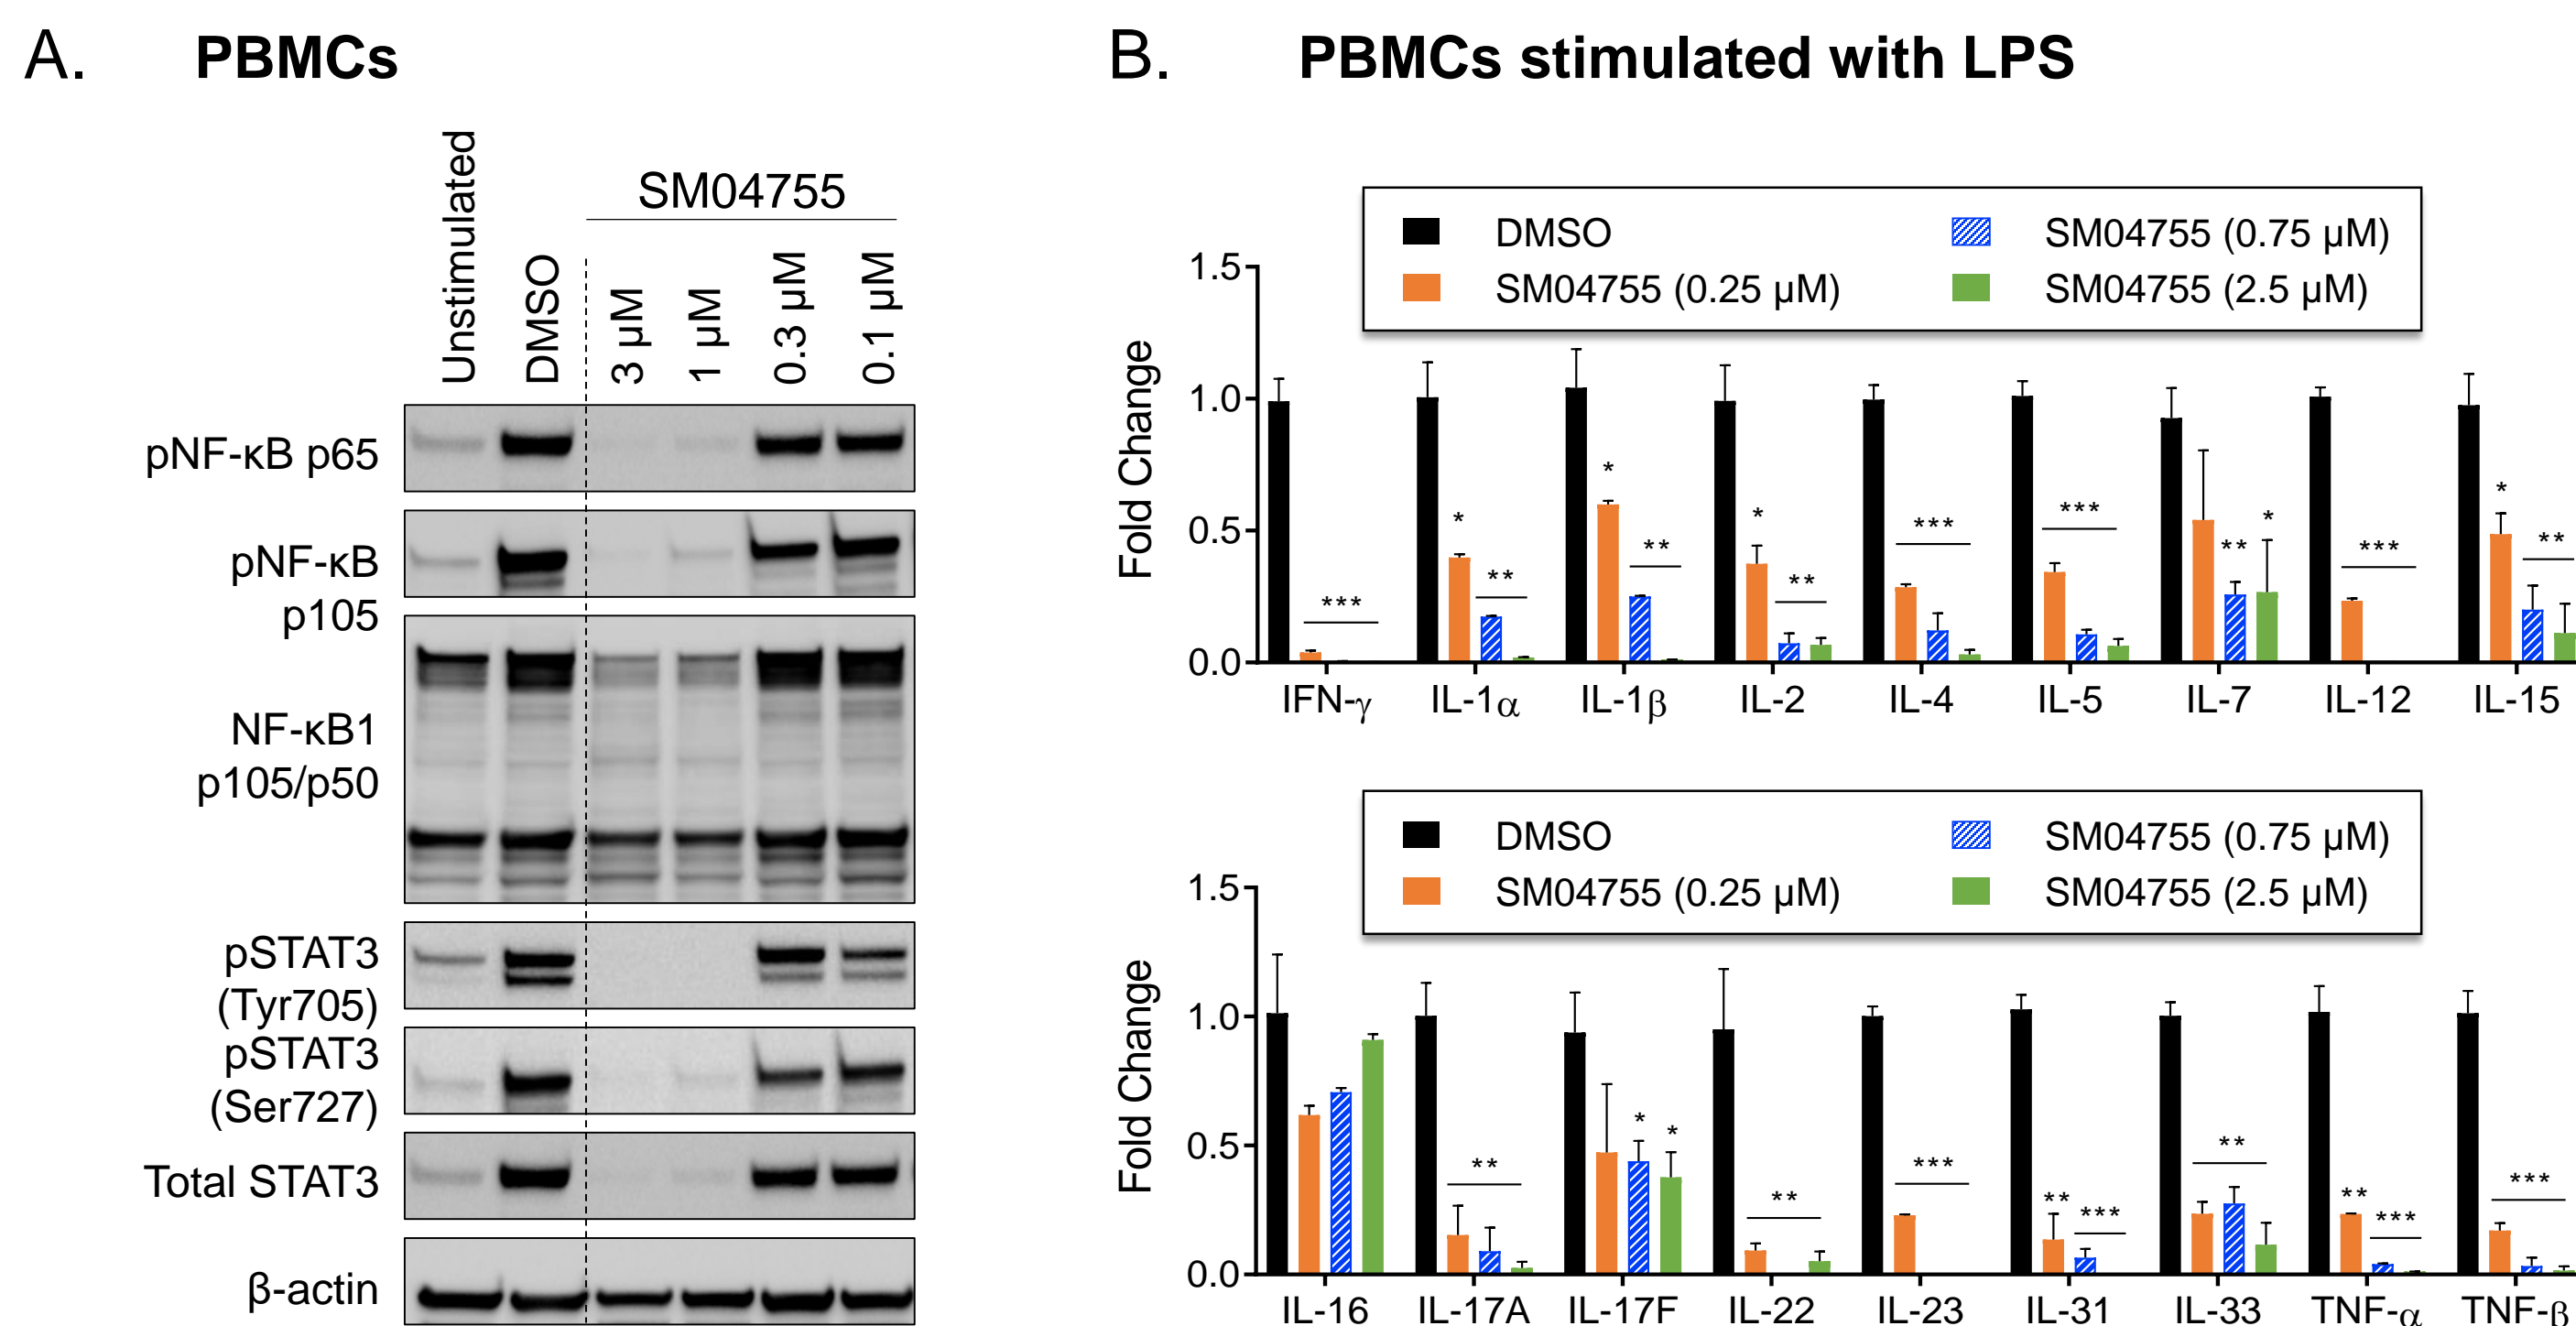 A. PBMCs
Unstimulated
DMSO
SM04755
3 µM
1 µM
0.3 µM
0.1 µM
pNF-κB p65
pNF-κB
p105
NF-κB1
p105/p50
pSTAT3
(Tyr705)
pSTAT3
(Ser727)
Total STAT3
β-actin
B. PBMCs stimulated with LPS
DMSO
SM04755 (0.75 µM)
SM04755 (0.25 µM)
SM04755 (2.5 µM)
Fold Change
1.5
1.0
0.5
0.0
***
*
**
*
**
*
**
***
***
**
*
***
*
**
IFN-γ IL-1α IL-1β IL-2 IL-4 IL-5 IL-7 IL-12 IL-15
DMSO
SM04755 (0.75 µM)
SM04755 (0.25 µM)
SM04755 (2.5 µM)
Fold Change
1.5
1.0
0.5
0.0
**
*
*
**
***
**
***
**
**
***
***
IL-16 IL-17A IL-17F IL-22 IL-23 IL-31 IL-33 TNF-α TNF-β